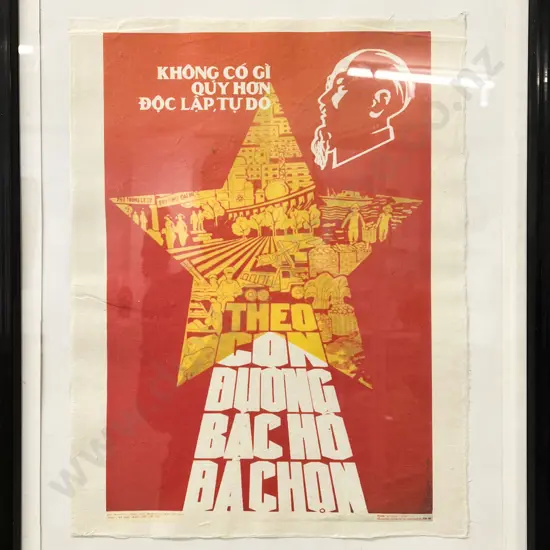 KHÔNG CÓ GÌ
QUÝ HƠN
ĐỘC LẬP, TỰ DO
THEO
CON
ĐƯỜNG
BÁC HỒ
ĐÃ CHỌN